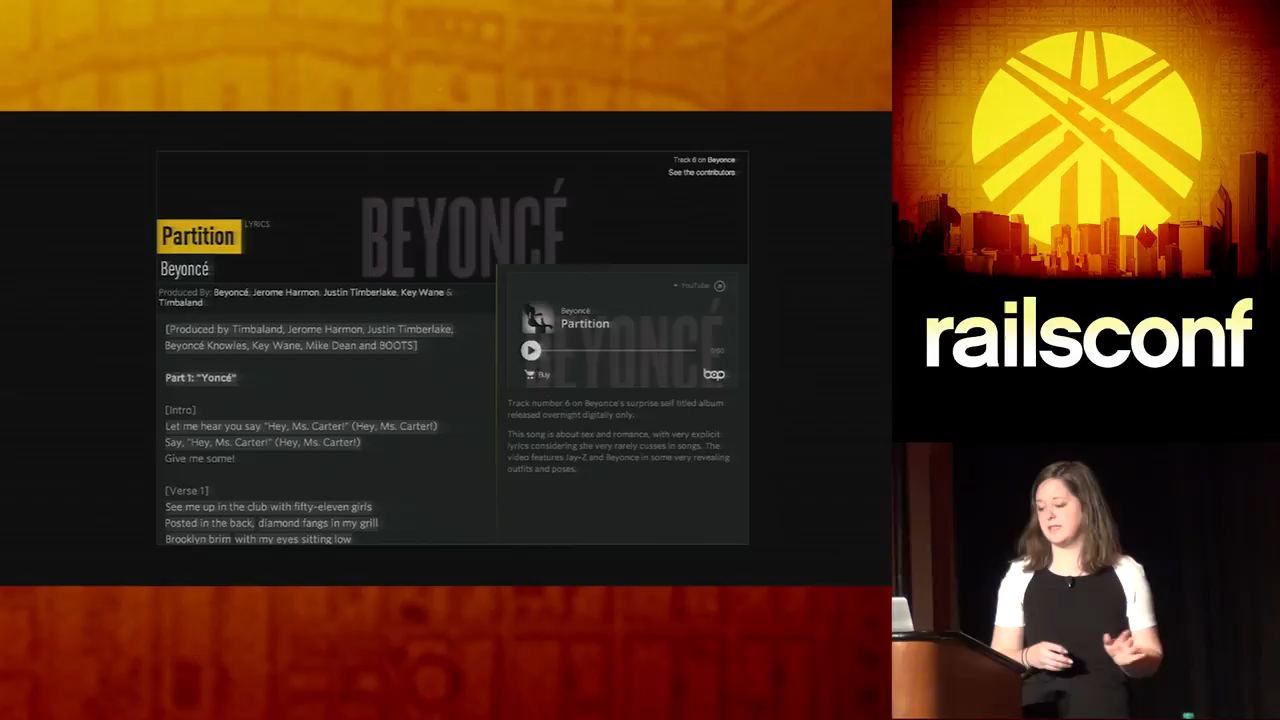 Track 6 on Beyonce
See the contributors
BEYONCÉ
Partition
LYRICS
Beyoncé
Produced By: Beyoncé, Jerome Harmon, Justin Timberlake, Key Wane &
Timbaland
[Produced by Timbaland, Jerome Harmon, Justin Timberlake,
Beyoncé Knowles, Key Wane, Mike Dean and BOOTS]
Part 1: "Yoncé"
[Intro]
Let me hear you say "Hey, Ms. Carter!" (Hey, Ms. Carter!)
Say, "Hey, Ms. Carter!" (Hey, Ms. Carter!)
Give me some!
[Verse 1]
See me up in the club with fifty-eleven girls
Posted in the back, diamond fangs in my grill
Brooklyn brim with my eyes sitting low
YouTube
Beyoncé
Partition
0:00
Buy
bop
BEYONCÉ
Track number 6 on Beyonce's surprise self titled album
released overnight digitally only.
This song is about sex and romance, with very explicit
lyrics considering she very rarely cusses in songs. The
video features Jay-Z and Beyonce in some very revealing
outfits and poses.
railsconf